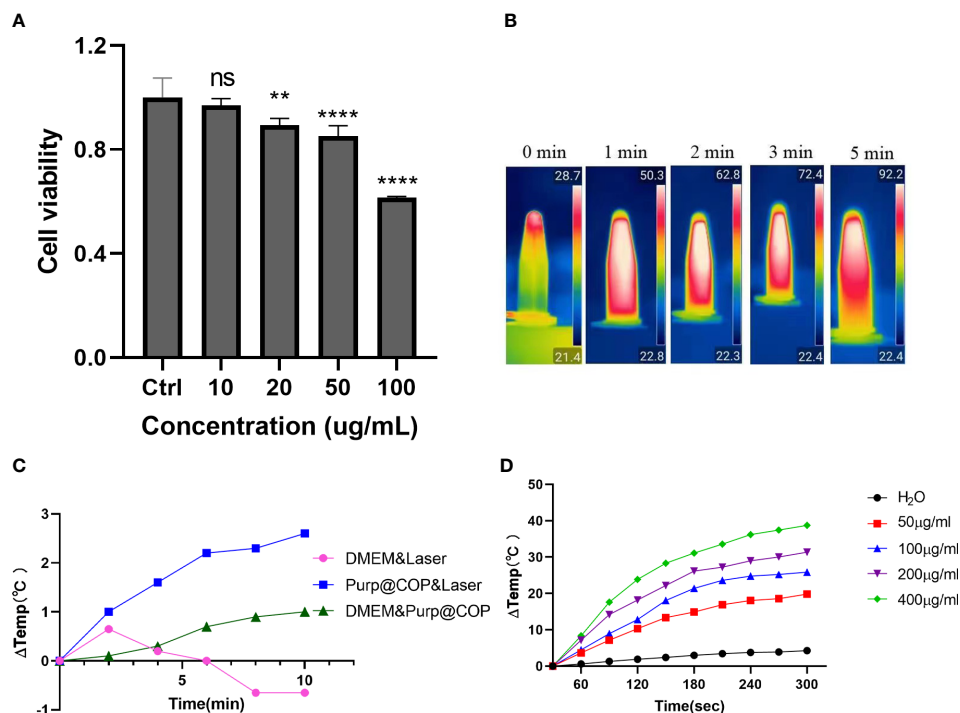 A
1.2
0.8
0.4
0.0
Cell viability
ns
**
****
****
Ctrl 10 20 50 100
Concentration (ug/mL)
B
0 min 1 min 2 min 3 min 5 min
28.7 50.3 62.8 72.4 92.2
21.4 22.8 22.3 22.4 22.4
C
3
2
1
0
-1
ΔTemp(℃)
5 10
Time(min)
DMEM&Laser
Purp@COP&Laser
DMEM&Purp@COP
D
50
40
30
20
10
0
ΔTemp(℃)
60 120 180 240 300
Time(sec)
H₂O
50μg/ml
100μg/ml
200μg/ml
400μg/ml